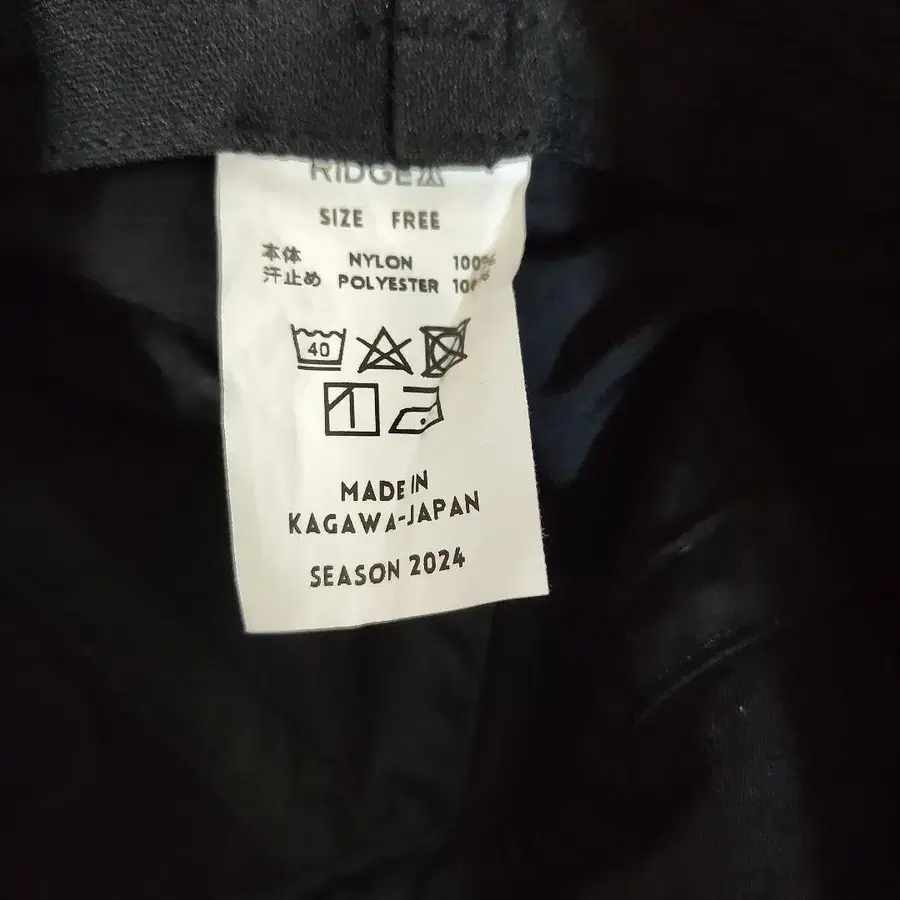 RIDGE
SIZE FREE
本体 NYLON 100%
汗止め POLYESTER 100%
40
MADE IN
KAGAWA-JAPAN
SEASON 2024